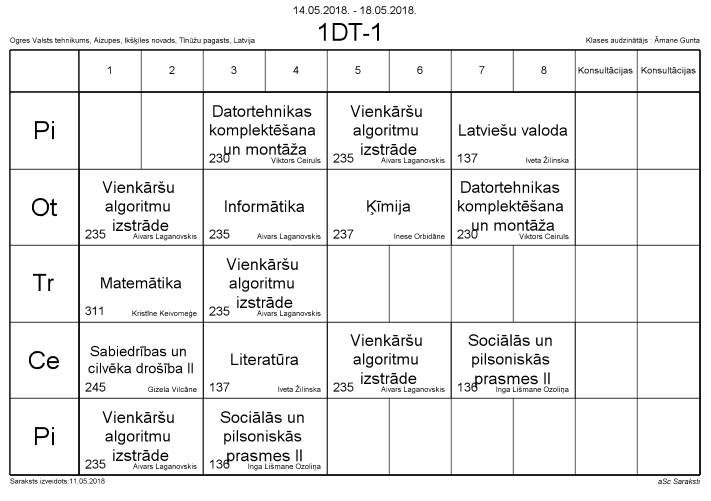 14.05.2018. - 18.05.2018.
Ogres Valsts tehnikums, Aizupes, Ikšķiles novads, Tīnūžu pagasts, Latvija
1DT-1
Klases audzinātājs : Āmane Gunta
1 2 3 4 5 6 7 8 Konsultācijas Konsultācijas
Pi
Datortehnikas
komplektēšana
un montāža
230 Viktors Ceiruls
Vienkāršu
algoritmu
izstrāde
235 Aivars Laganovskis
Latviešu valoda
137 Iveta Žilinska
Ot
Vienkāršu
algoritmu
izstrāde
235 Aivars Laganovskis
Informātika
235 Aivars Laganovskis
Ķīmija
237 Inese Orbidāne
Datortehnikas
komplektēšana
un montāža
230 Viktors Ceiruls
Tr
Matemātika
311 Kristīne Keivomeģe
Vienkāršu
algoritmu
izstrāde
235 Aivars Laganovskis
Ce
Sabiedrības un
cilvēka drošība II
245 Gizela Vilcāne
Literatūra
137 Iveta Žilinska
Vienkāršu
algoritmu
izstrāde
235 Aivars Laganovskis
Sociālās un
pilsoniskās
prasmes II
136 Inga Lišmane Ozoliņa
Pi
Vienkāršu
algoritmu
izstrāde
235 Aivars Laganovskis
Sociālās un
pilsoniskās
prasmes II
136 Inga Lišmane Ozoliņa
Saraksts izveidots:11.05.2018
aSc Saraksti